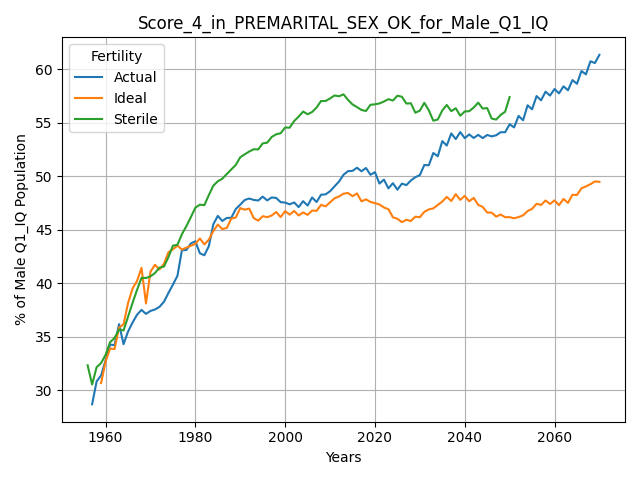 Score_4_in_PREMARITAL_SEX_OK_for_Male_Q1_IQ
Fertility
Actual
Ideal
Sterile
% of Male Q1_IQ Population
60
55
50
45
40
35
30
1960
1980
2000
2020
2040
2060
Years